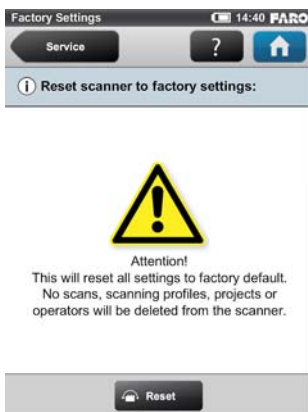 Factory Settings 14:40 FARO
Service ?
i Reset scanner to factory settings:
!
Attention!
This will reset all settings to factory default.
No scans, scanning profiles, projects or
operators will be deleted from the scanner.
Reset